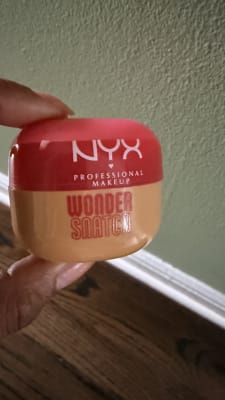 NYX
PROFESSIONAL
MAKEUP
WONDER
SNATCH